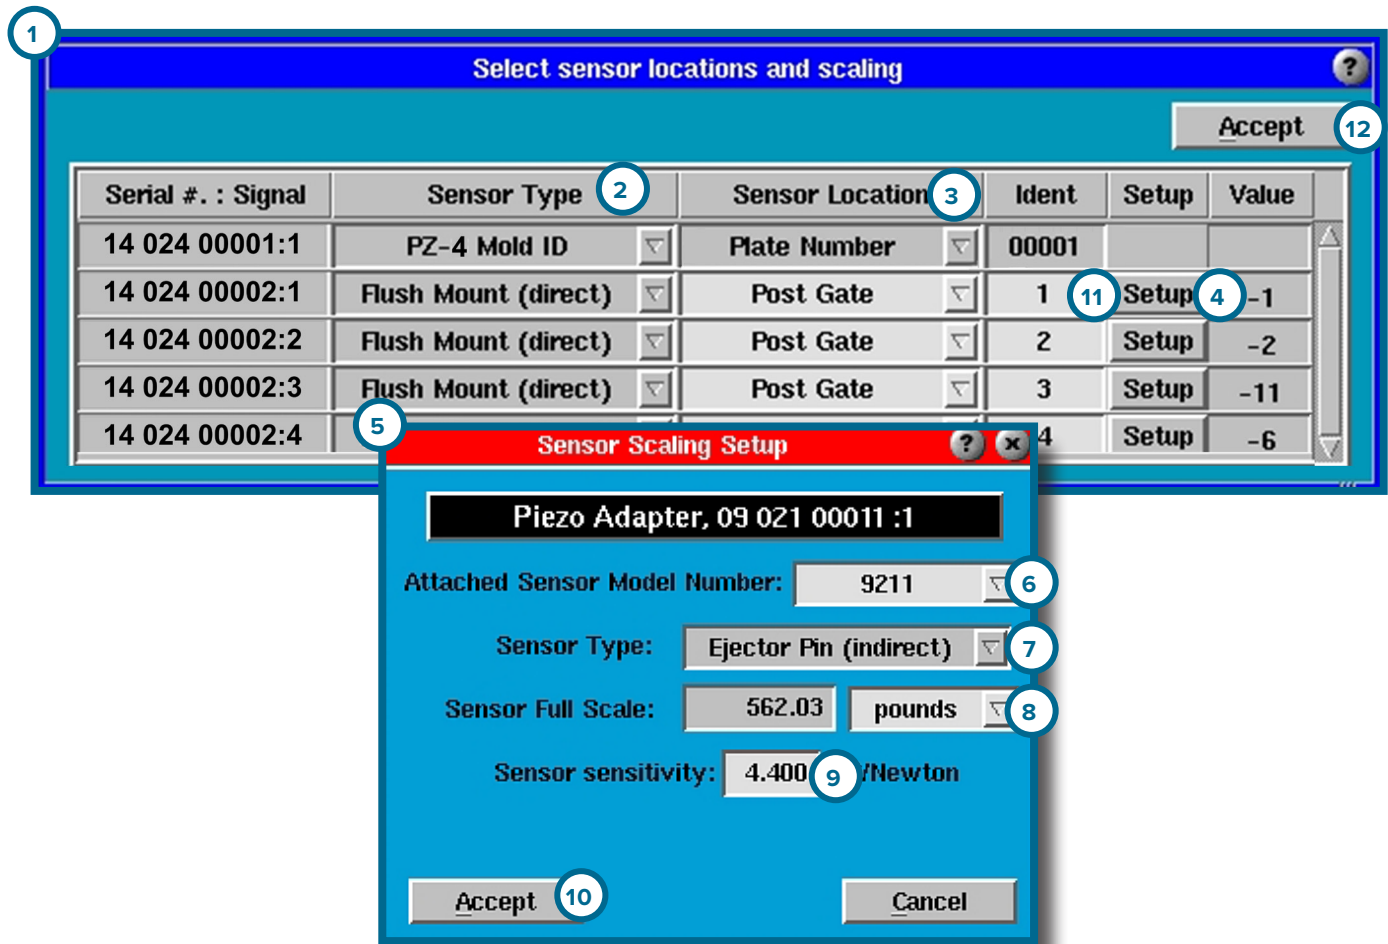 1
Select sensor locations and scaling ?
Accept 12
Serial #. : Signal Sensor Type 2 Sensor Location 3 Ident Setup Value
14 024 00001:1 PZ-4 Mold ID Plate Number 00001
14 024 00002:1 Flush Mount (direct) Post Gate 1 11 Setup 4 -1
14 024 00002:2 Flush Mount (direct) Post Gate 2 Setup -2
14 024 00002:3 Flush Mount (direct) Post Gate 3 Setup -11
14 024 00002:4 4 Setup -6
5
Sensor Scaling Setup ? x
Piezo Adapter, 09 021 00011 :1
Attached Sensor Model Number: 9211 6
Sensor Type: Ejector Pin (indirect) 7
Sensor Full Scale: 562.03 pounds 8
Sensor sensitivity: 4.400 9 /Newton
Accept 10 Cancel